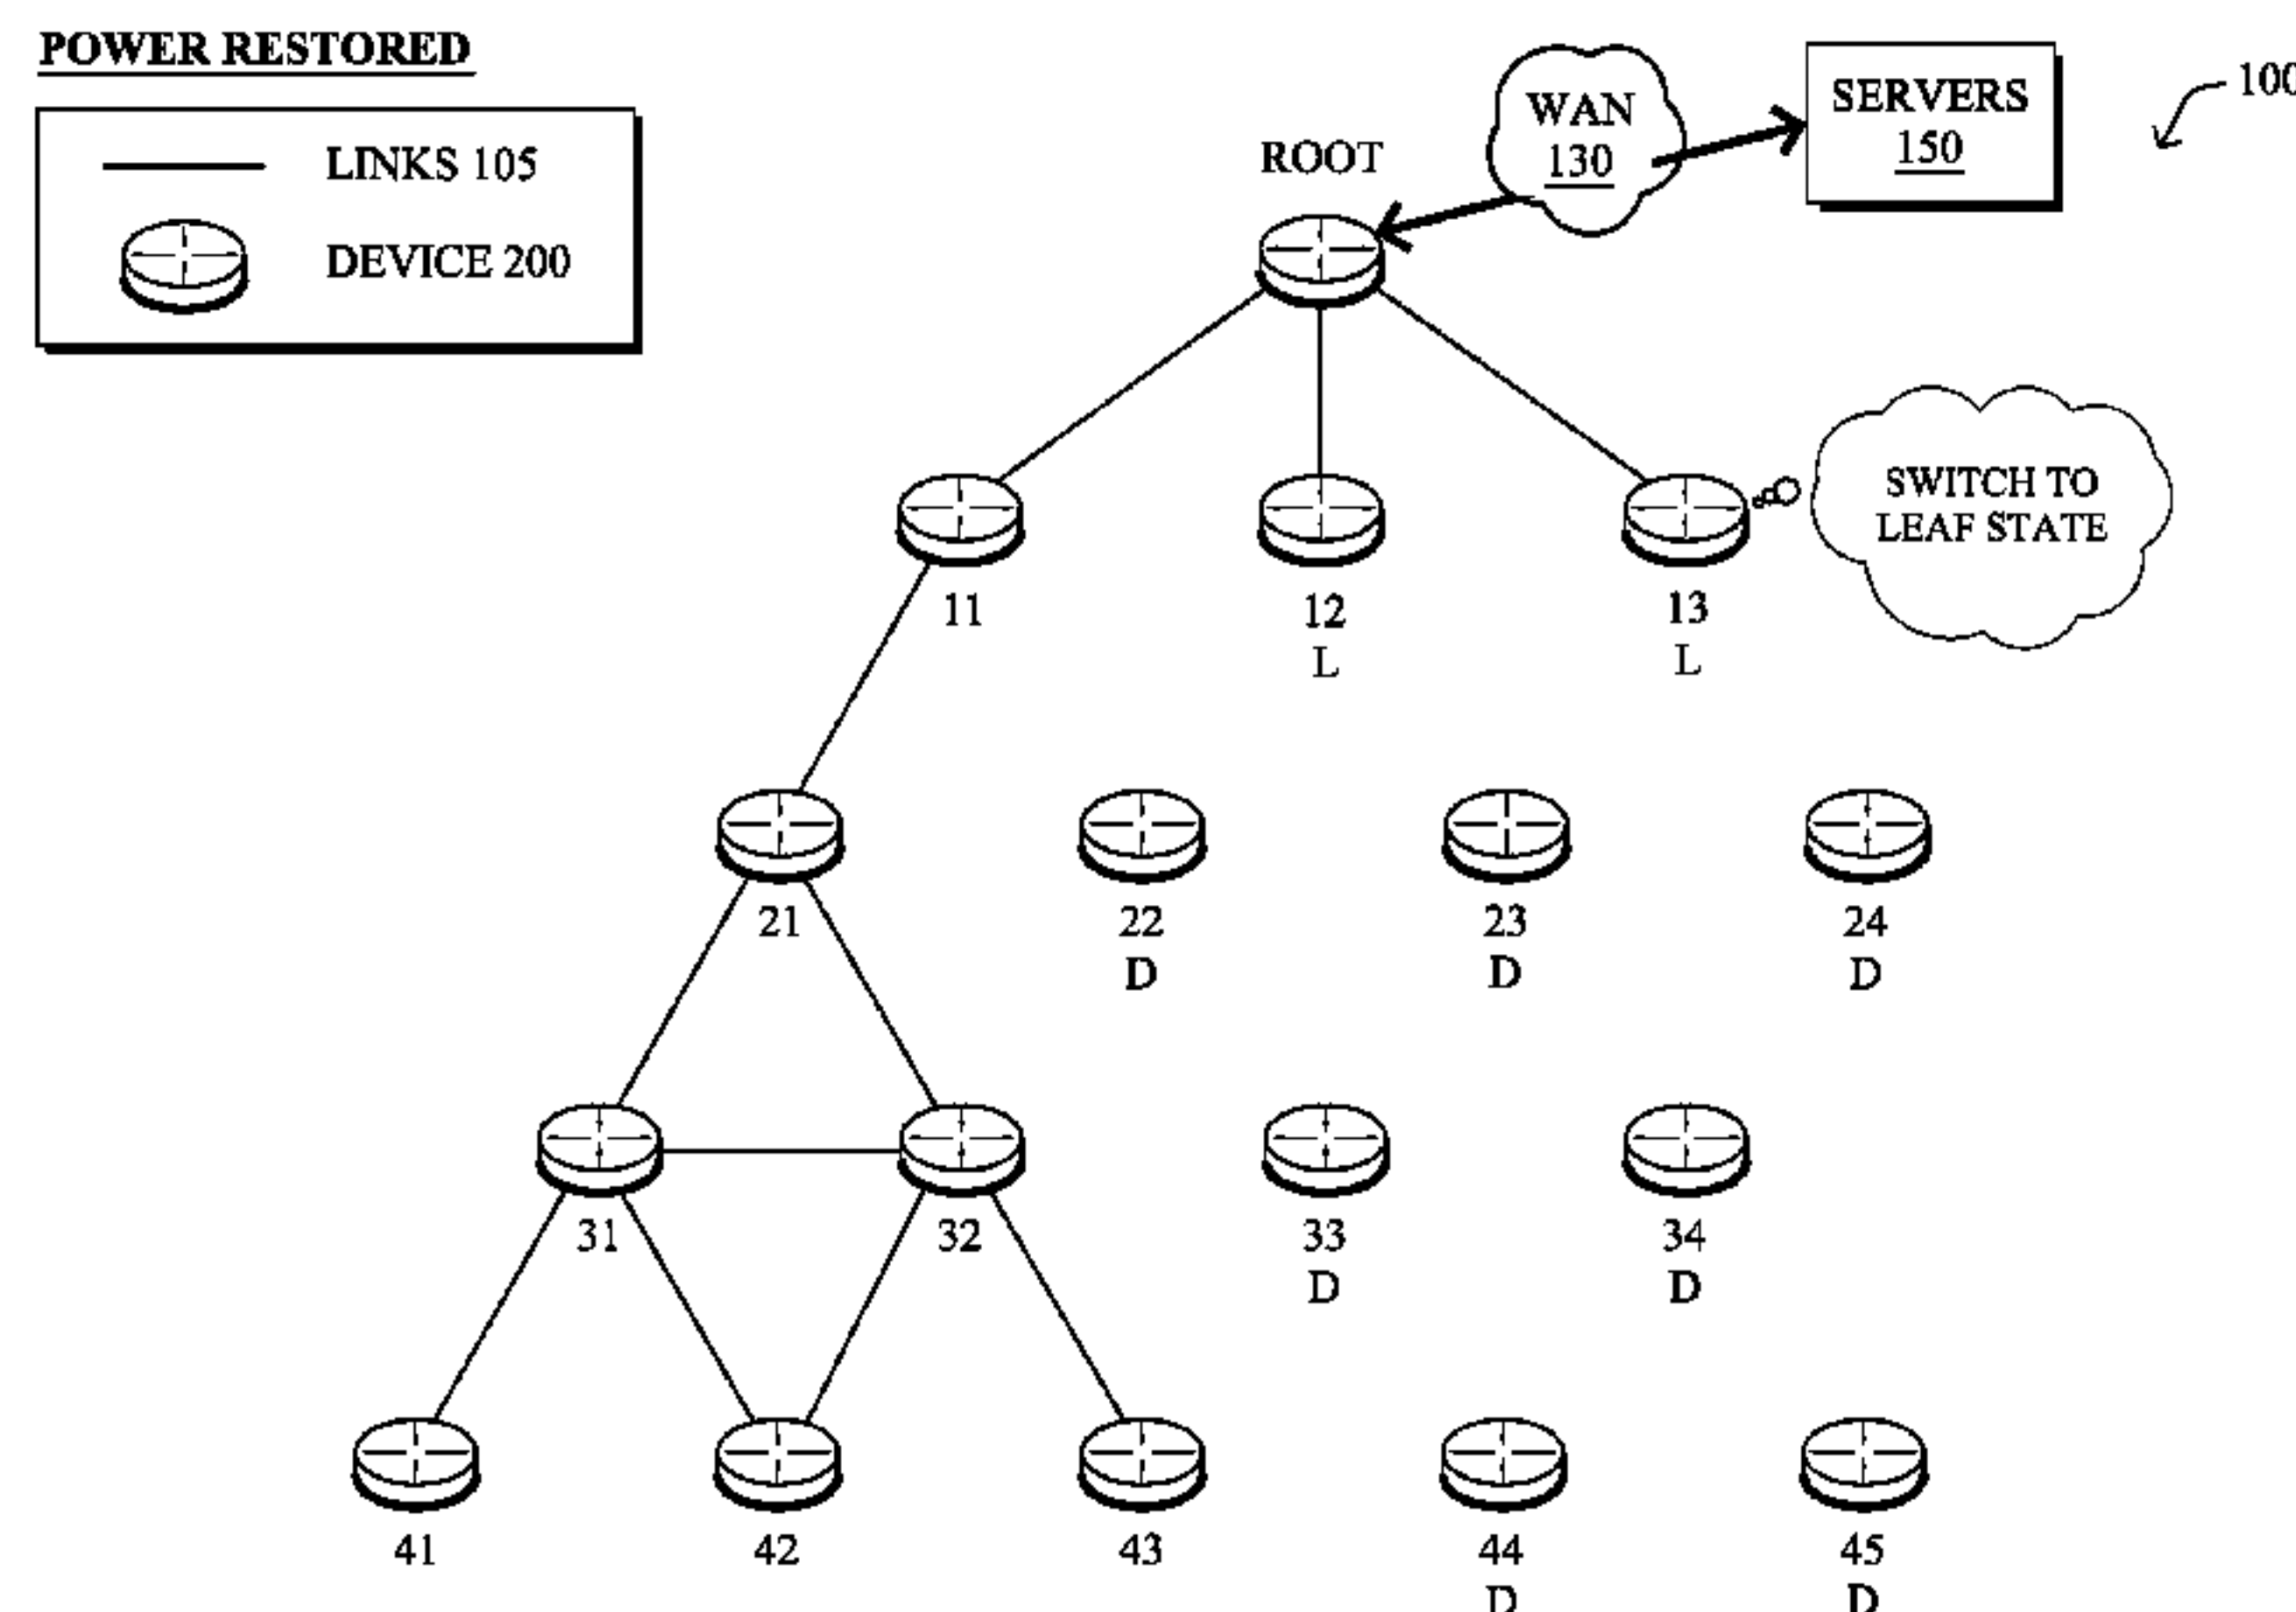 POWER RESTORED
LINKS 105
DEVICE 200
ROOT
WAN
130
SERVERS
150
100
11
12
L
13
L
SWITCH TO
LEAF STATE
21
22
D
23
D
24
D
31
32
33
D
34
D
41
42
43
44
D
45
D